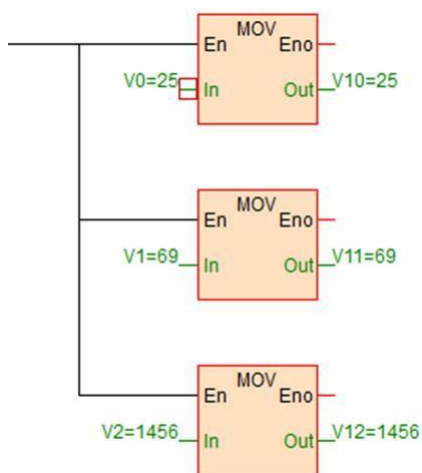 MOV
En Eno
V0=25 In Out V10=25
MOV
En Eno
V1=69 In Out V11=69
MOV
En Eno
V2=1456 In Out V12=1456